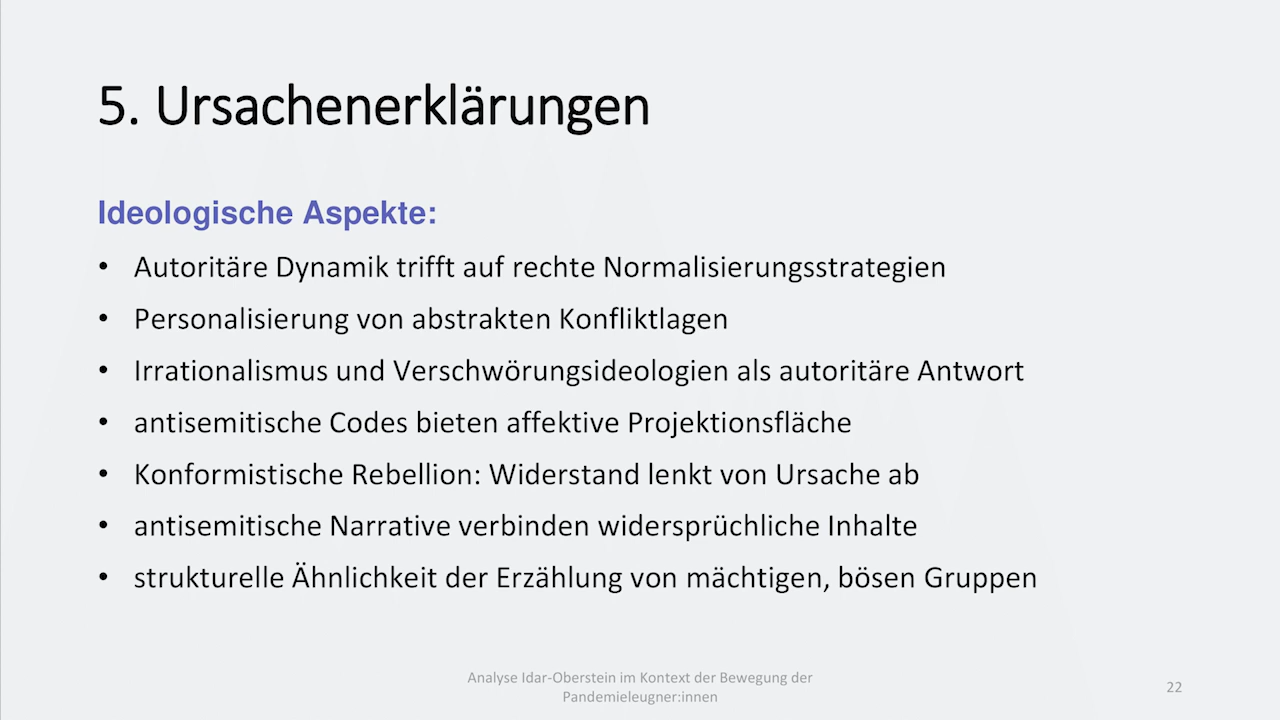 5. Ursachenerklärungen
Ideologische Aspekte:
• Autoritäre Dynamik trifft auf rechte Normalisierungsstrategien
• Personalisierung von abstrakten Konfliktlagen
• Irrationalismus und Verschwörungsideologien als autoritäre Antwort
• antisemitische Codes bieten affektive Projektionsfläche
• Konformistische Rebellion: Widerstand lenkt von Ursache ab
• antisemitische Narrative verbinden widersprüchliche Inhalte
• strukturelle Ähnlichkeit der Erzählung von mächtigen, bösen Gruppen
Analyse Idar-Oberstein im Kontext der Bewegung der
Pandemieleugner:innen
22